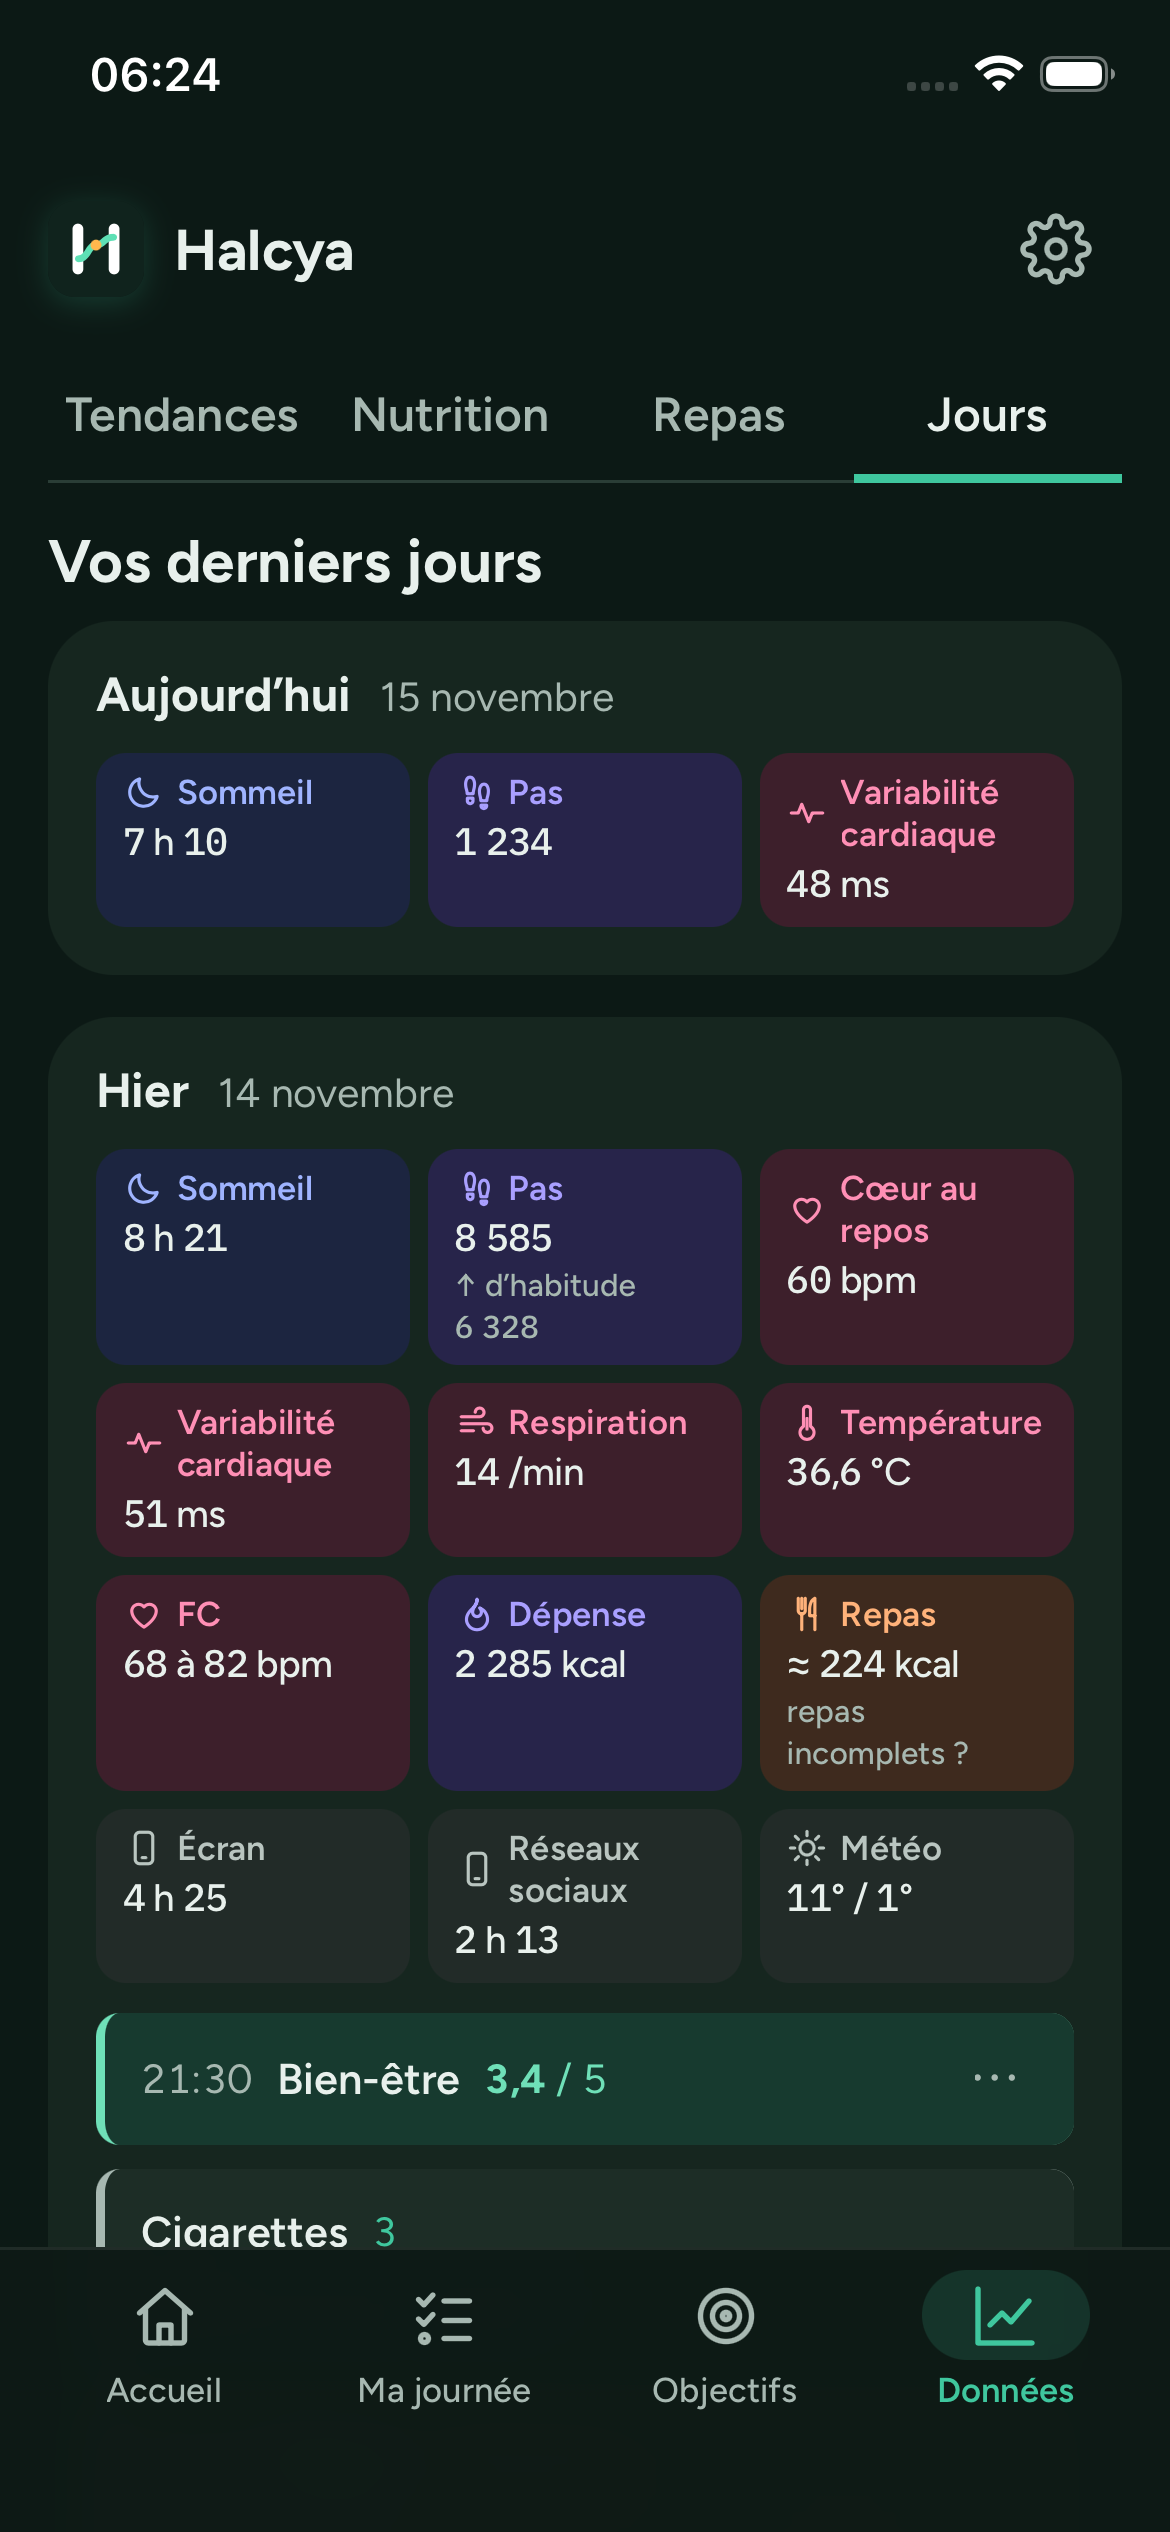 06:24
Halcya
Tendances Nutrition Repas Jours
Vos derniers jours
Aujourd’hui 15 novembre
Sommeil
7 h 10
Pas
1 234
Variabilité
cardiaque
48 ms
Hier 14 novembre
Sommeil
8 h 21
Pas
8 585
↑ d’habitude
6 328
Cœur au
repos
60 bpm
Variabilité
cardiaque
51 ms
Respiration
14 /min
Température
36,6 °C
FC
68 à 82 bpm
Dépense
2 285 kcal
Repas
≈ 224 kcal
repas
incomplets ?
Écran
4 h 25
Réseaux
sociaux
2 h 13
Météo
11° / 1°
21:30 Bien-être 3,4 / 5
Cigarettes 3
Accueil Ma journée Objectifs Données